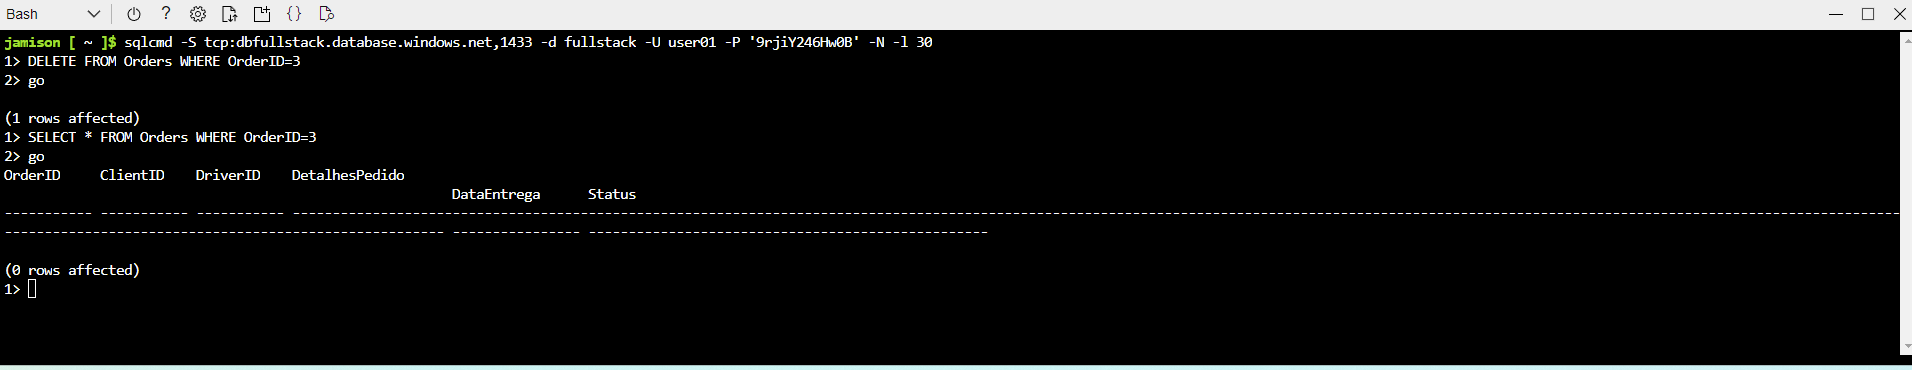 Bash
jamison [ ~ ]$ sqlcmd -S tcp:dbfullstack.database.windows.net,1433 -d fullstack -U user01 -P '9rjiY246Hw0B' -N -l 30
1> DELETE FROM Orders WHERE OrderID=3
2> go
(1 rows affected)
1> SELECT * FROM Orders WHERE OrderID=3
2> go
OrderID     ClientID    DriverID    DetalhesPedido
DataEntrega      Status
(0 rows affected)
1>